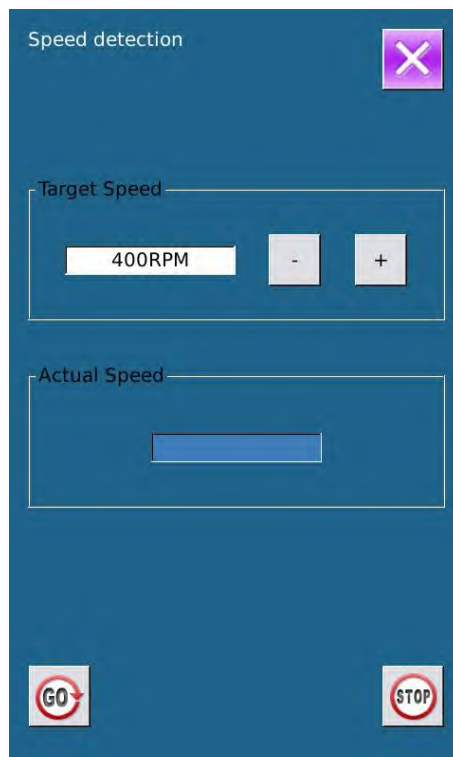 Speed detection
Target Speed
400RPM - +
Actual Speed
GO STOP